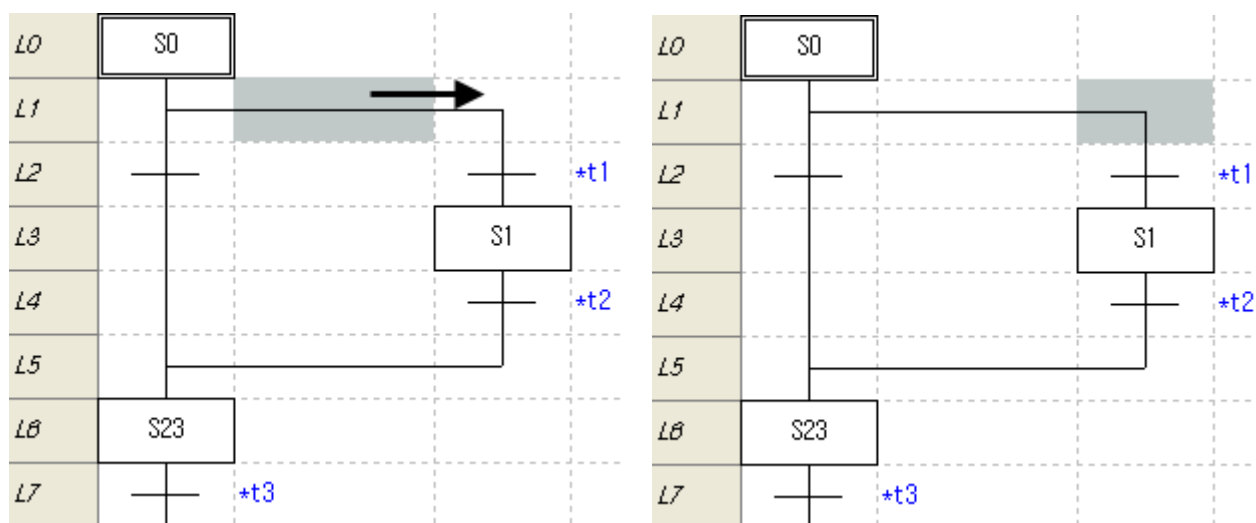 L0 S0
L1
L2 *t1
L3 S1
L4 *t2
L5
L6 S23
L7 *t3
L0 S0
L1
L2 *t1
L3 S1
L4 *t2
L5
L6 S23
L7 *t3